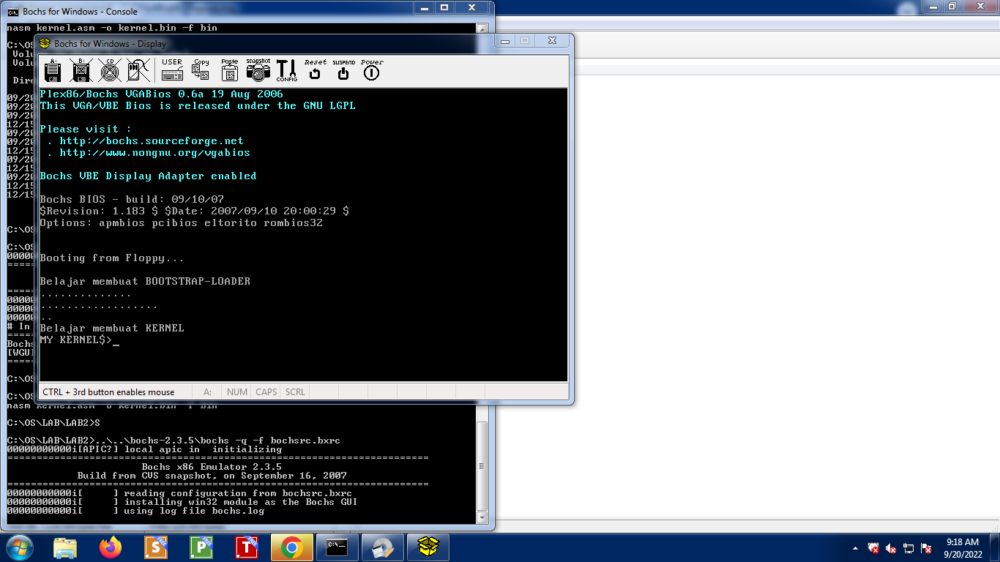 Bochs for Windows - Console
nasm kernel.asm -o kernel.bin -f bin
C:\OS
Volu
Volu
Dire
09/20
09/20
09/20
12/15
09/20
09/20
12/15
09/20
12/15
09/20
12/15
12/15
C:\OS
C:\OS
00000
=====
=====
00000
00000
00000
# In
=====
Bochs
[WGU]
=====
C:\OS
C:\OS
nasm kernel.asm -o kernel.bin -f bin
C:\OS\LAB\LAB2>S
C:\OS\LAB\LAB2>..\..\bochs-2.3.5\bochs -q -f bochsrc.bxrc
00000000000i[APIC?] local apic in  initializing
========================================================================
Bochs x86 Emulator 2.3.5
Build from CVS snapshot, on September 16, 2007
========================================================================
00000000000i[     ] reading configuration from bochsrc.bxrc
00000000000i[     ] installing win32 module as the Bochs GUI
00000000000i[     ] using log file bochs.log
Bochs for Windows - Display
A: B: CD USER Copy Paste snapshot CONFIG Reset SUSPEND Power
Plex86/Bochs VGABios 0.6a 19 Aug 2006
This VGA/VBE Bios is released under the GNU LGPL
Please visit :
. http://bochs.sourceforge.net
. http://www.nongnu.org/vgabios
Bochs VBE Display Adapter enabled
Bochs BIOS - build: 09/10/07
$Revision: 1.183 $ $Date: 2007/09/10 20:00:29 $
Options: apmbios pcibios eltorito rombios32
Booting from Floppy...
Belajar membuat BOOTSTRAP-LOADER
..............
..................
..
Belajar membuat KERNEL
MY KERNEL$>_
CTRL + 3rd button enables mouse A: NUM CAPS SCRL
S P T
9:18 AM
9/20/2022